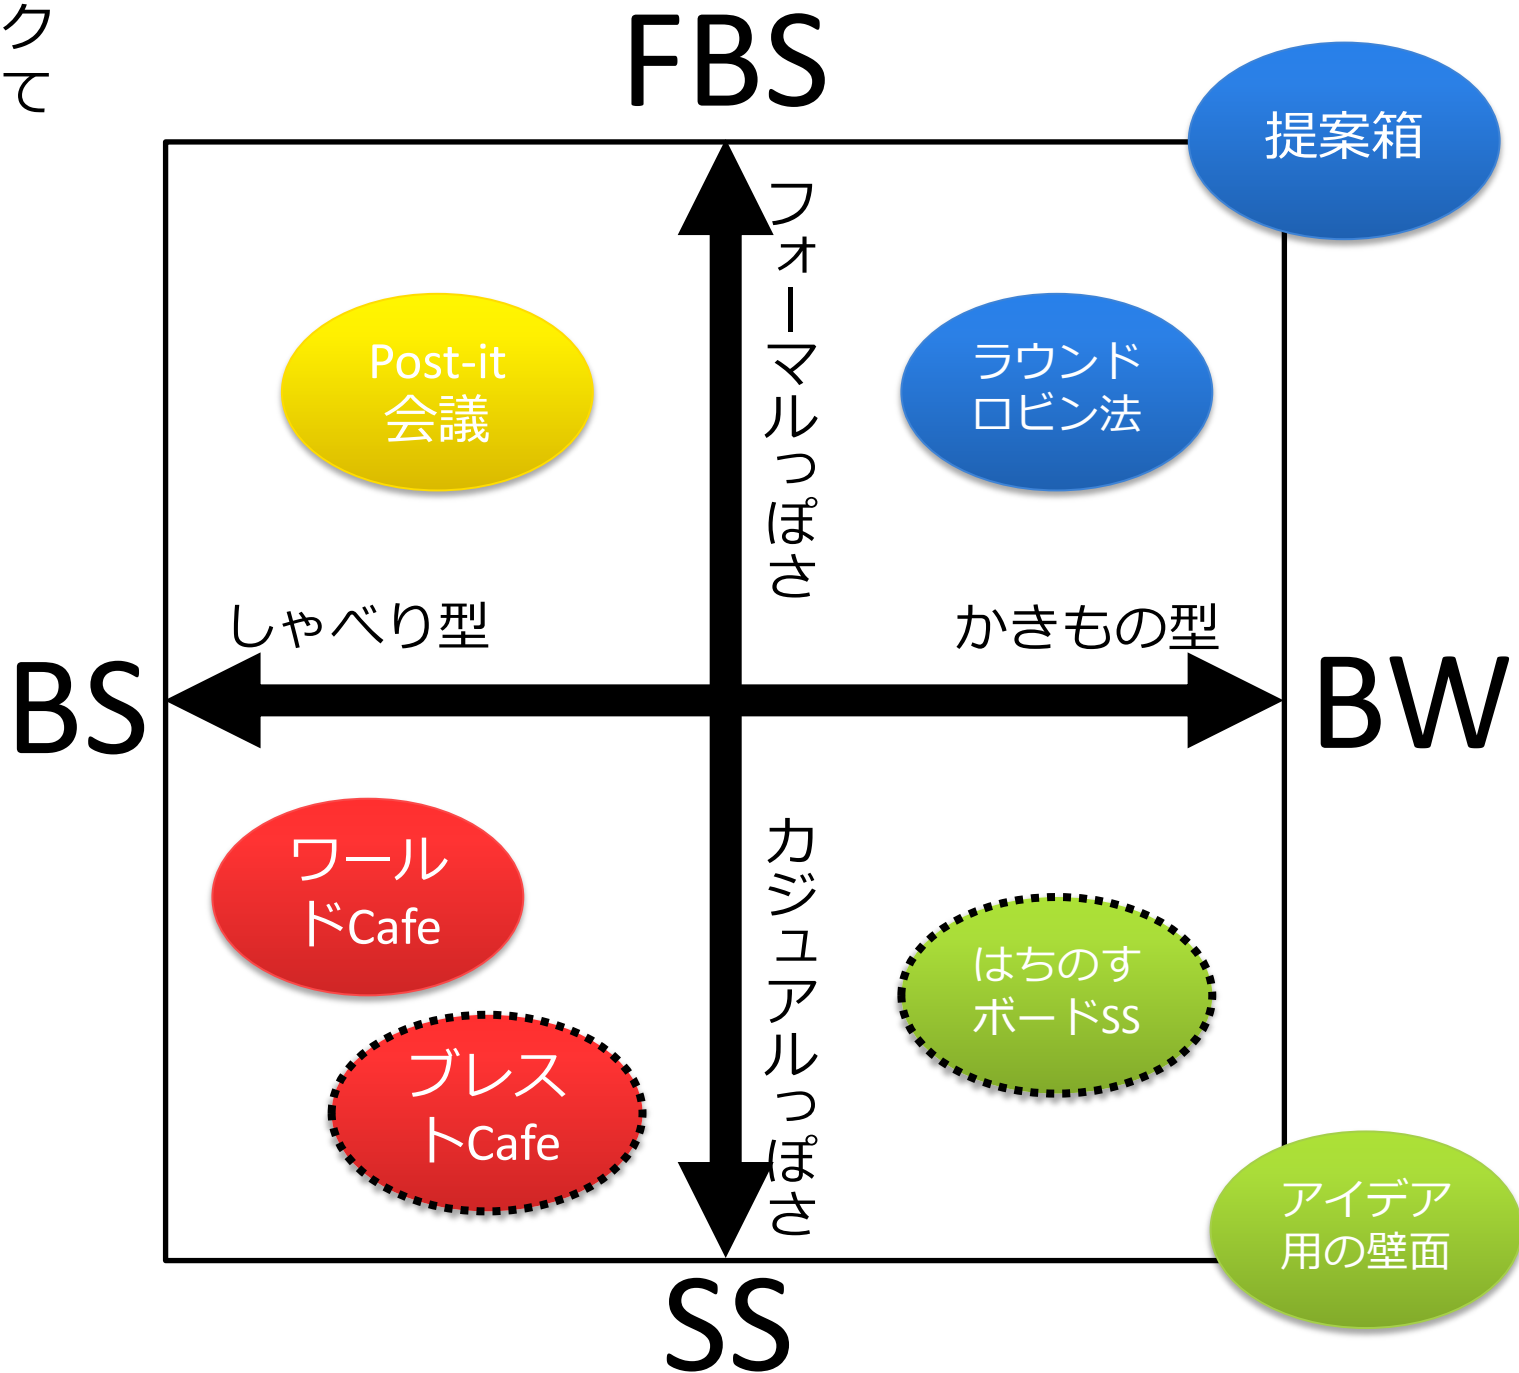 ク
て
FBS
提案箱
フォーマルっぽさ
Post-it
会議
ラウンド
ロビン法
しゃべり型
かきもの型
BS
BW
ワール
ドCafe
カジュアルっぽさ
はちのす
ボードSS
ブレス
トCafe
アイデア
用の壁面
SS